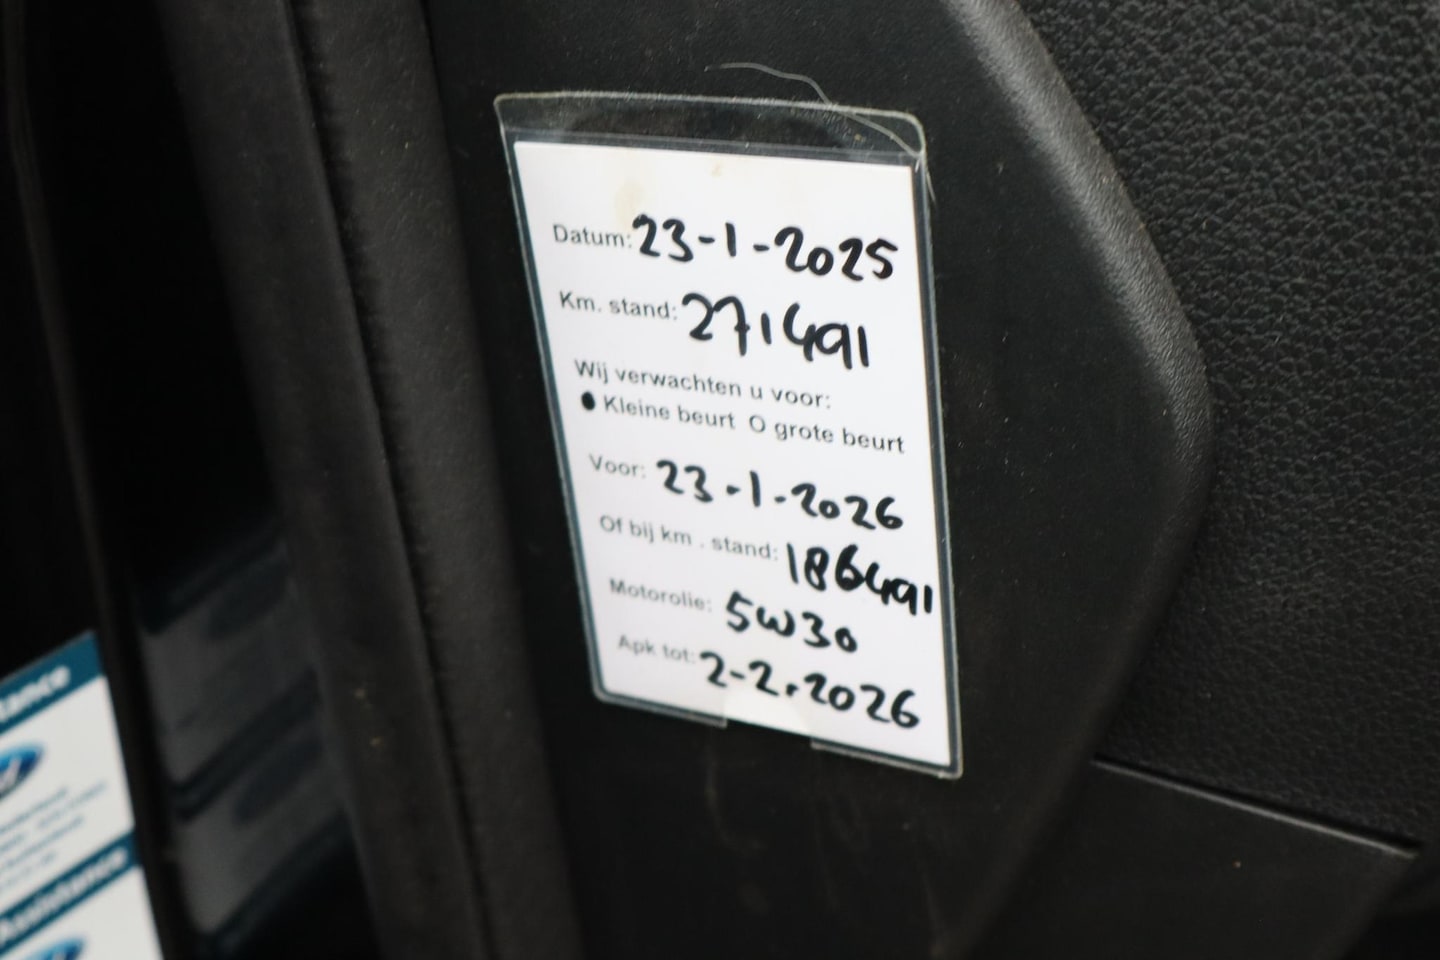 Datum: 23-1-2025
Km. stand: 271491
Wij verwachten u voor:
● Kleine beurt O grote beurt
Voor: 23-1-2026
Of bij km . stand: 186491
Motorolie: 5W30
Apk tot: 2-2.2026
Assistance